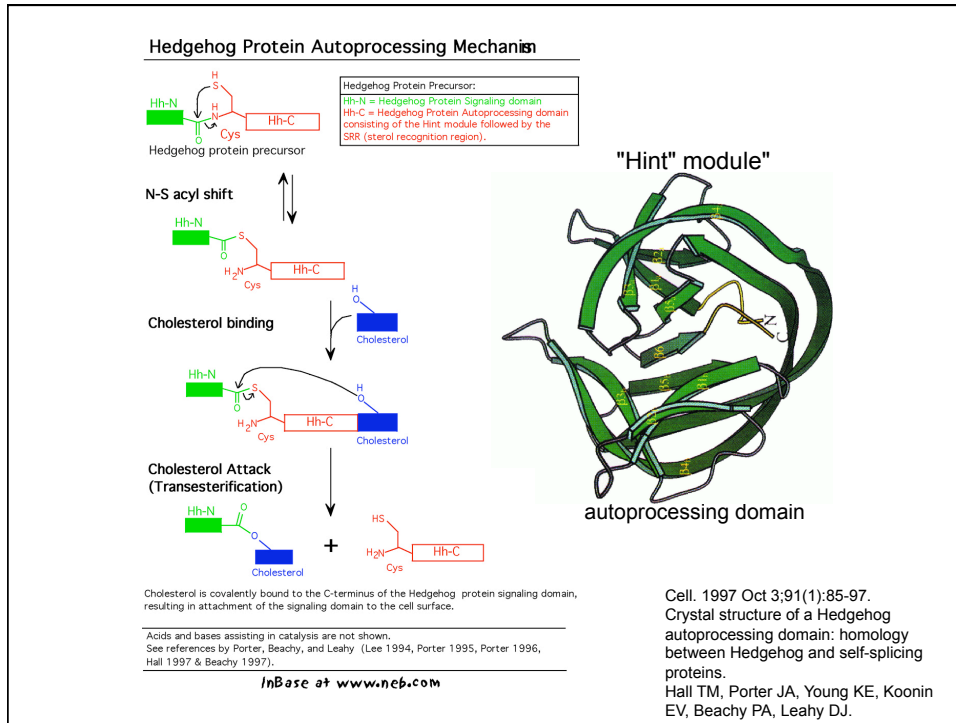 Hedgehog Protein Autoprocessing Mechanism
H
S
Hh-N
H
N
O
Cys
Hh-C
Hedgehog protein precursor
Hedgehog Protein Precursor:
Hh-N = Hedgehog Protein Signaling domain
Hh-C = Hedgehog Protein Autoprocessing domain
consisting of the Hint module followed by the
SRR (sterol recognition region).
N-S acyl shift
Hh-N
S
O
H₂N
Cys
Hh-C
H
O
Cholesterol binding
Cholesterol
Hh-N
S
O
H₂N
Cys
Hh-C
H
O
Cholesterol
Cholesterol Attack
(Transesterification)
Hh-N
O
O
Cholesterol
+
HS
H₂N
Cys
Hh-C
Cholesterol is covalently bound to the C-terminus of the Hedgehog protein signaling domain,
resulting in attachment of the signaling domain to the cell surface.
Acids and bases assisting in catalysis are not shown.
See references by Porter, Beachy, and Leahy (Lee 1994, Porter 1995, Porter 1996,
Hall 1997 & Beachy 1997).
InBase at www.neb.com
"Hint" module"
N
C
autoprocessing domain
Cell. 1997 Oct 3;91(1):85-97.
Crystal structure of a Hedgehog
autoprocessing domain: homology
between Hedgehog and self-splicing
proteins.
Hall TM, Porter JA, Young KE, Koonin
EV, Beachy PA, Leahy DJ.